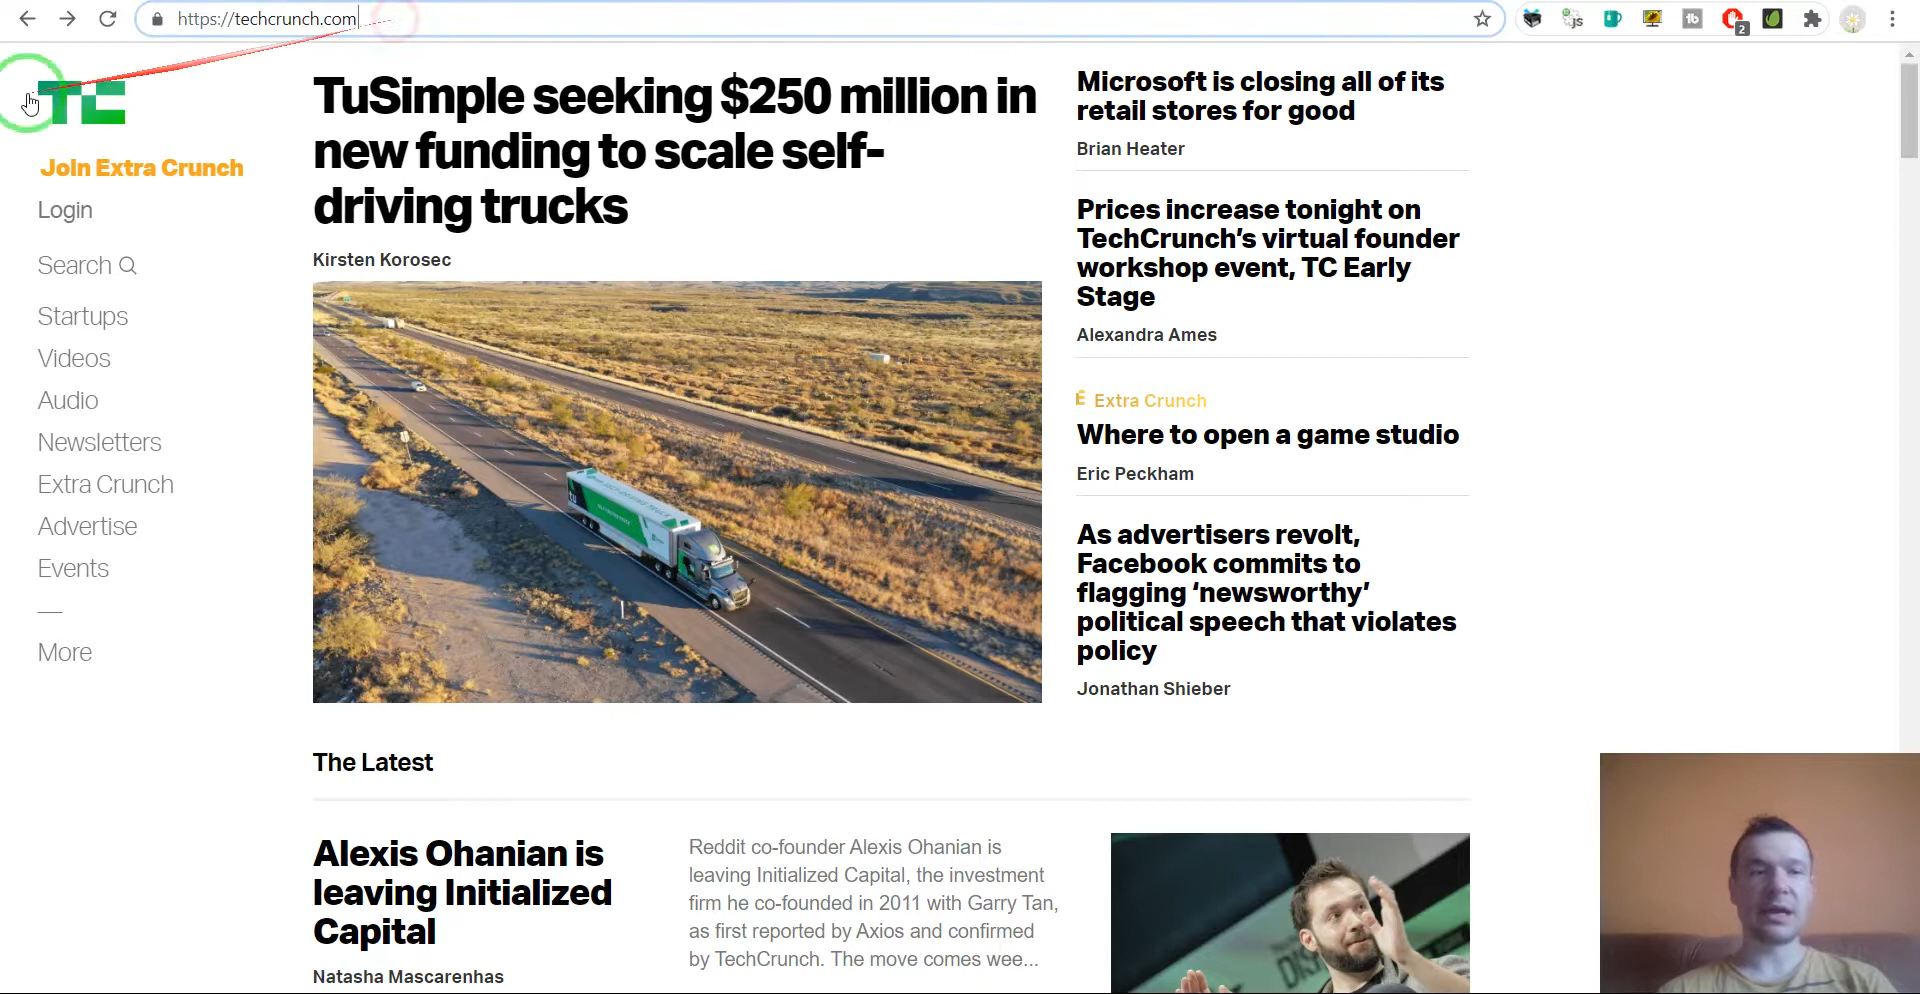 https://techcrunch.com
2
TC
Join Extra Crunch
Login
Search
Startups
Videos
Audio
Newsletters
Extra Crunch
Advertise
Events
More
TuSimple seeking $250 million in
new funding to scale self-
driving trucks
Kirsten Korosec
Microsoft is closing all of its
retail stores for good
Brian Heater
Prices increase tonight on
TechCrunch’s virtual founder
workshop event, TC Early
Stage
Alexandra Ames
Extra Crunch
Where to open a game studio
Eric Peckham
As advertisers revolt,
Facebook commits to
flagging ‘newsworthy’
political speech that violates
policy
Jonathan Shieber
The Latest
Alexis Ohanian is
leaving Initialized
Capital
Natasha Mascarenhas
Reddit co-founder Alexis Ohanian is
leaving Initialized Capital, the investment
firm he co-founded in 2011 with Garry Tan,
as first reported by Axios and confirmed
by TechCrunch. The move comes wee...